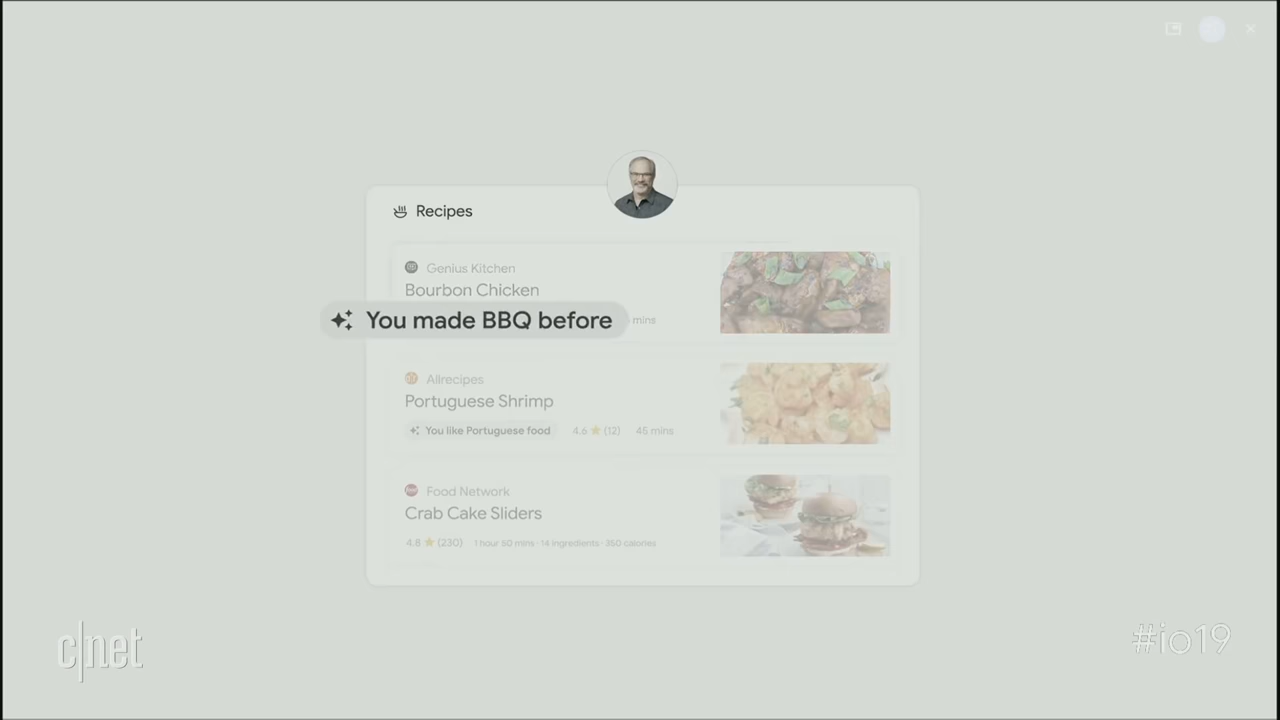 Recipes
Genius Kitchen
Bourbon Chicken
You made BBQ before
mins
Allrecipes
Portuguese Shrimp
You like Portuguese food 4.6 (12) 45 mins
Food Network
Crab Cake Sliders
4.8 (230) 1 hour 50 mins · 14 ingredients · 350 calories
c|net
#io19